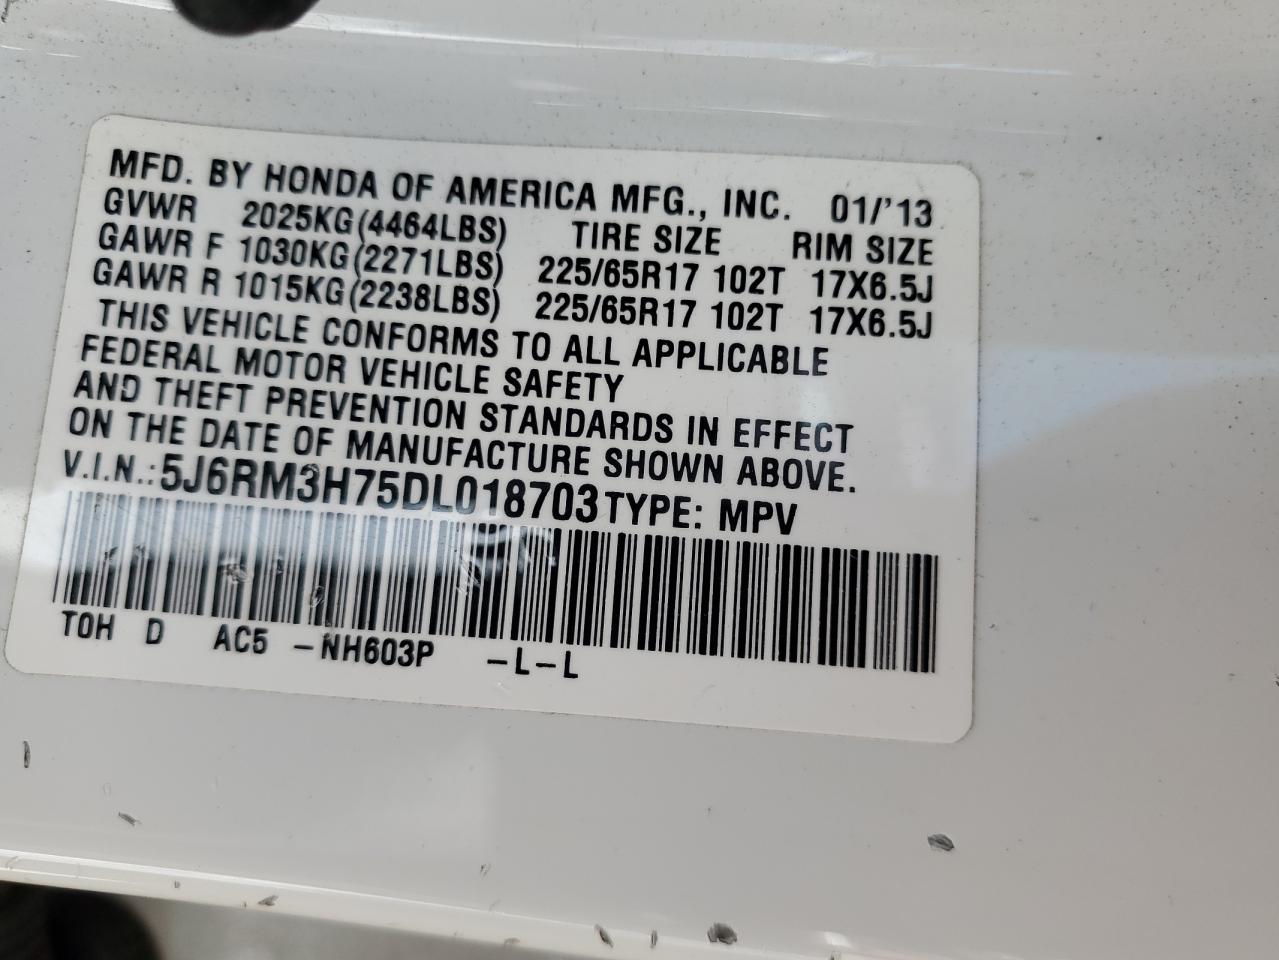 MFD. BY HONDA OF AMERICA MFG., INC. 01/'13
GVWR 2025KG(4464LBS) TIRE SIZE RIM SIZE
GAWR F 1030KG(2271LBS) 225/65R17 102T 17X6.5J
GAWR R 1015KG(2238LBS) 225/65R17 102T 17X6.5J
THIS VEHICLE CONFORMS TO ALL APPLICABLE
FEDERAL MOTOR VEHICLE SAFETY
AND THEFT PREVENTION STANDARDS IN EFFECT
ON THE DATE OF MANUFACTURE SHOWN ABOVE.
V.I.N.: 5J6RM3H75DL018703 TYPE: MPV
TOH D AC5 -NH603P -L-L